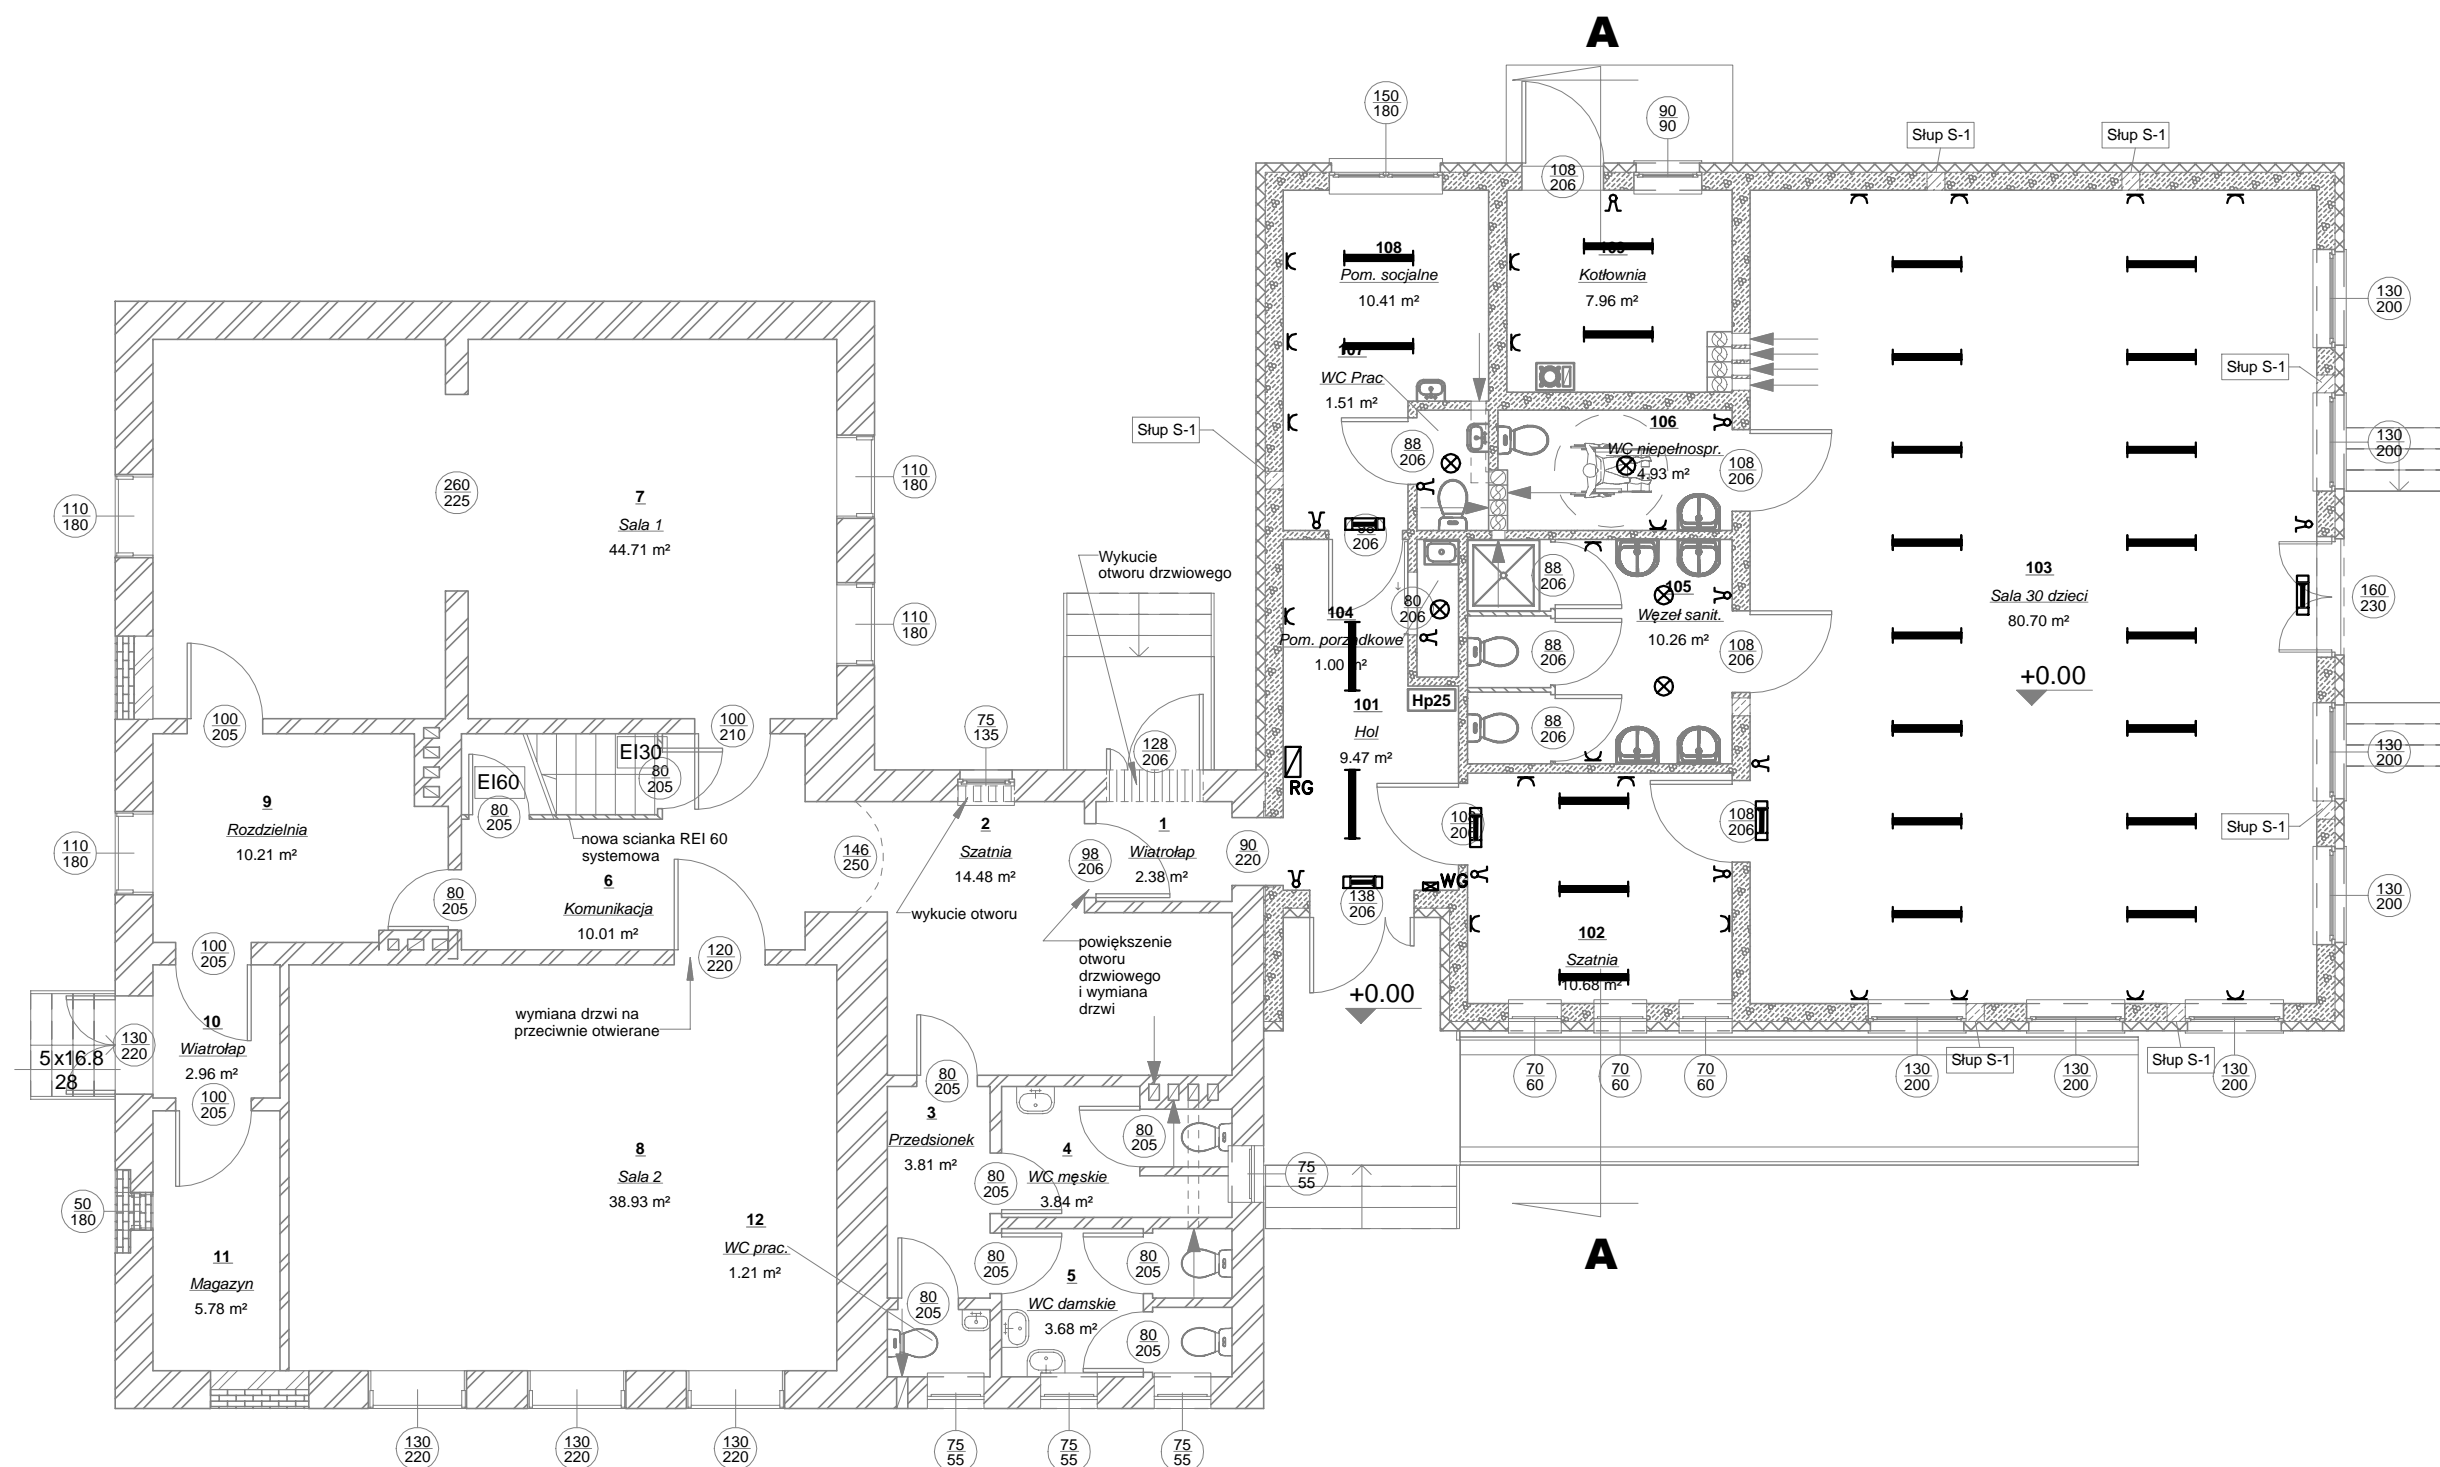 A
150
180
90
90
108
206
Słup S-1
Słup S-1
108
Pom. socjalne
10.41 m²
109
Kotłownia
7.96 m²
130
200
Słup S-1
107
WC Prac
1.51 m²
Słup S-1
88
206
106
WC niepełnospr.
4.93 m²
108
206
130
200
7
Sala 1
44.71 m²
260
225
110
180
110
180
110
180
206
Wykucie
otworu drzwiowego
88
206
80
206
104
Pom. porządkowe
1.00 m²
105
Węzeł sanit.
10.26 m²
88
206
108
206
103
Sala 30 dzieci
80.70 m²
+0.00
160
230
Hp25
101
Hol
9.47 m²
88
206
RG
100
205
100
210
75
135
128
206
130
200
EI30
EI60
80
205
80
205
nowa scianka REI 60
systemowa
9
Rozdzielnia
10.21 m²
110
180
146
250
2
Szatnia
14.48 m²
98
206
1
Wiatrołap
2.38 m²
90
220
108
206
108
206
Słup S-1
6
Komunikacja
10.01 m²
80
205
wykucie otworu
WG
138
206
130
200
100
205
120
220
powiększenie
otworu
drzwiowego
i wymiana
drzwi
102
Szatnia
10.68 m²
+0.00
wymiana drzwi na
przeciwnie otwierane
10
Wiatrołap
2.96 m²
130
220
5 x16.8
28
100
205
80
205
70
60
70
60
70
60
130
200
Słup S-1
130
200
Słup S-1
130
200
3
Przedsionek
3.81 m²
80
205
4
WC męskie
3.84 m²
80
205
75
55
8
Sala 2
38.93 m²
50
180
12
WC prac.
1.21 m²
11
Magazyn
5.78 m²
80
205
5
WC damskie
3.68 m²
80
205
80
205
80
205
A
130
220
130
220
130
220
75
55
75
55
75
55